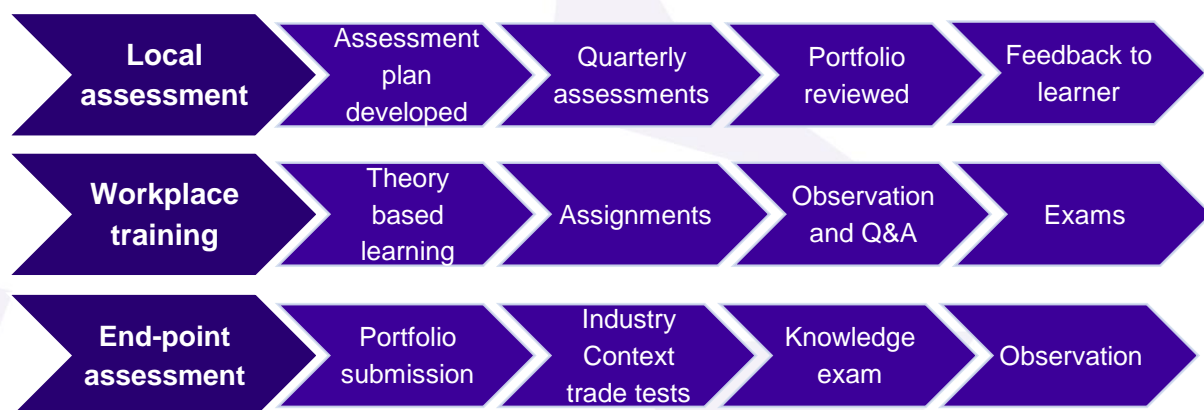 Local
assessment
Assessment
plan
developed
Quarterly
assessments
Portfolio
reviewed
Feedback to
learner
Workplace
training
Theory
based
learning
Assignments
Observation
and Q&A
Exams
End-point
assessment
Portfolio
submission
Industry
Context
trade tests
Knowledge
exam
Observation